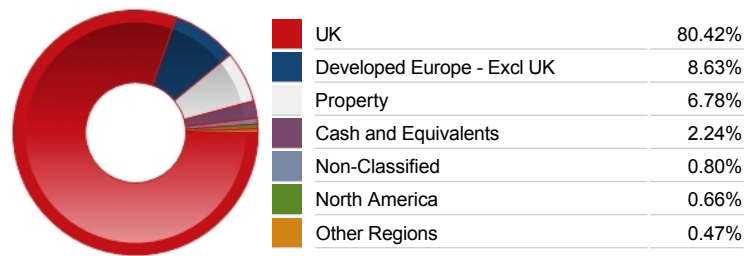 UK 80.42%
Developed Europe - Excl UK 8.63%
Property 6.78%
Cash and Equivalents 2.24%
Non-Classified 0.80%
North America 0.66%
Other Regions 0.47%